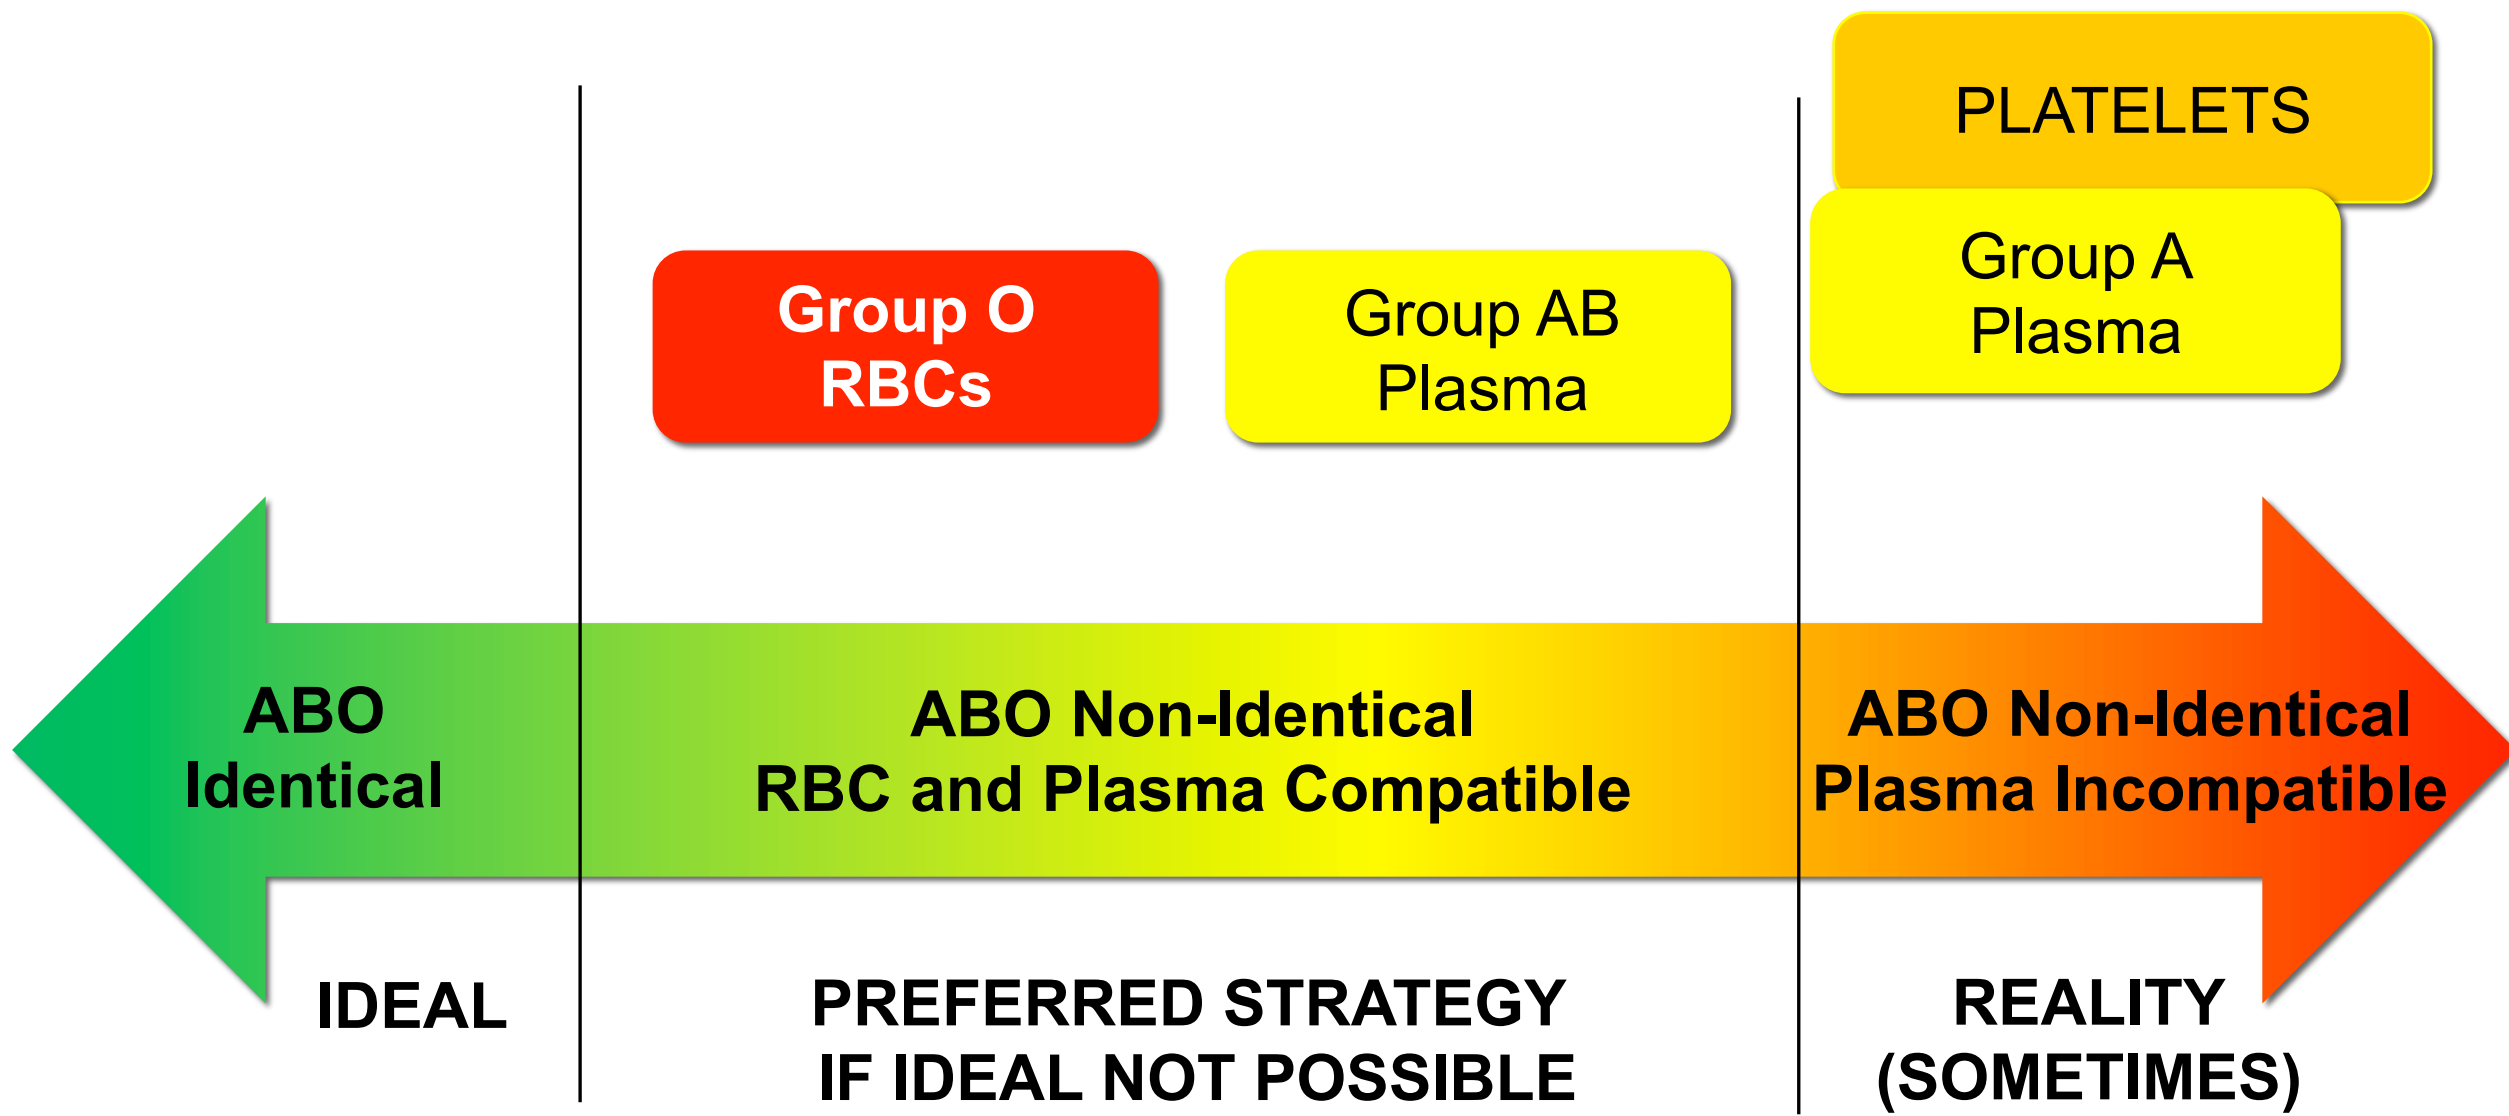 PLATELETS
Group A
Plasma
Group O
RBCs
Group AB
Plasma
ABO
Identical
ABO Non-Identical
RBC and Plasma Compatible
ABO Non-Identical
Plasma Incompatible
IDEAL
PREFERRED STRATEGY
IF IDEAL NOT POSSIBLE
REALITY
(SOMETIMES)